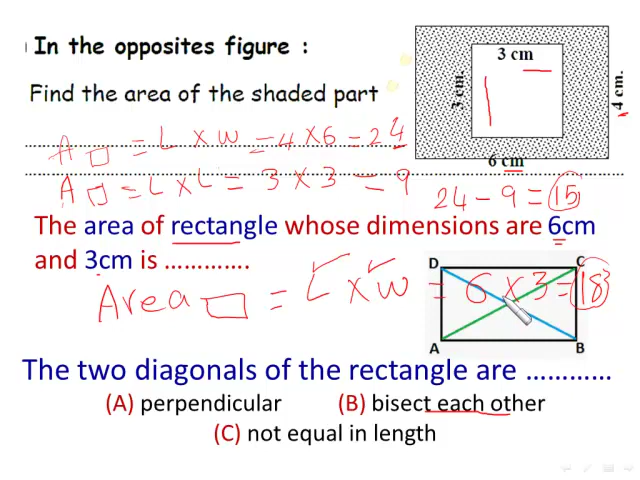 ) In the opposites figure :
3 cm
3 cm.
4 cm.
6 cm
Find the area of the shaded part
A = L x W = 4 x 6 = 24
A = L x L = 3 x 3 = 9
24 - 9 = 15
The area of rectangle whose dimensions are 6cm
and 3cm is ………….
Area = L x W = 6 x 3 = 18
D C
A B
The two diagonals of the rectangle are …………
(A) perpendicular (B) bisect each other
(C) not equal in length